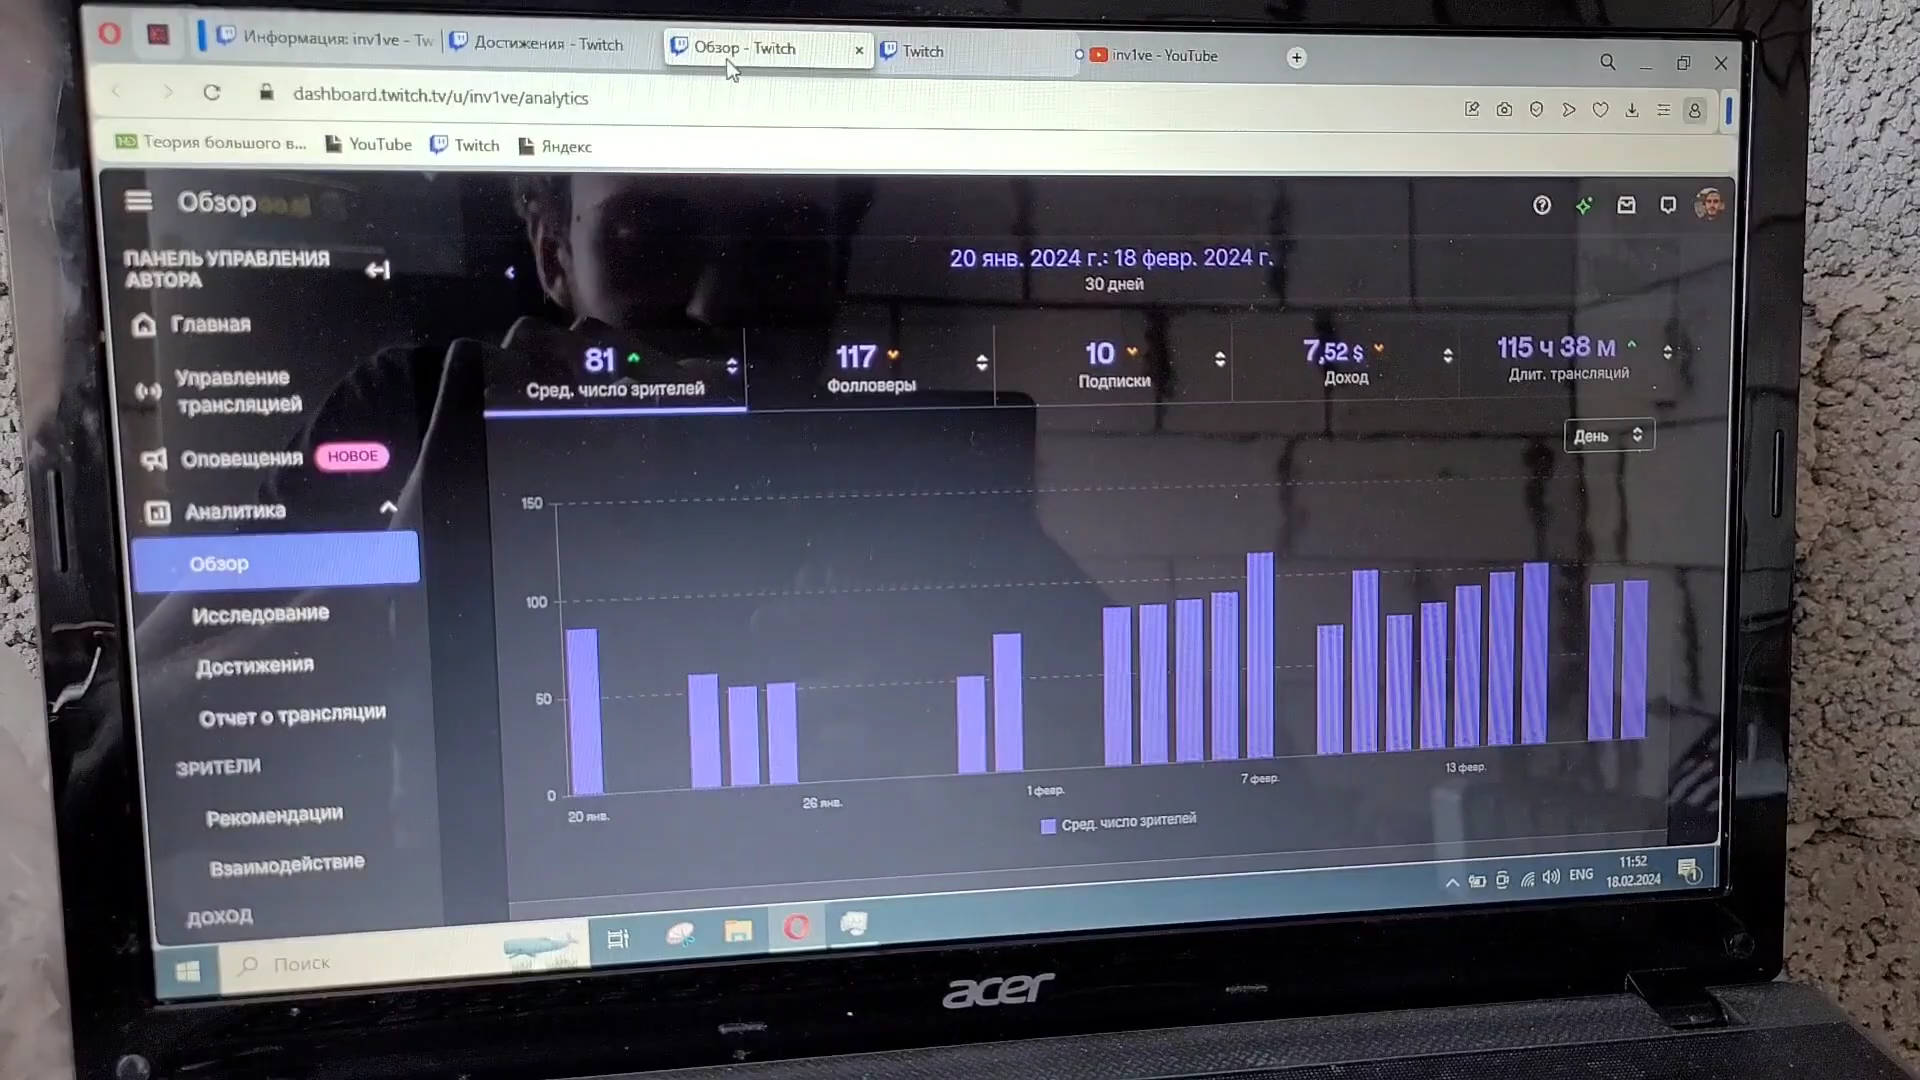 Информация: inv1ve - Tw
Достижения - Twitch
Обзор - Twitch
Twitch
inv1ve - YouTube
dashboard.twitch.tv/u/inv1ve/analytics
Теория большого в...
YouTube
Twitch
Яндекс
Обзор
20 янв. 2024 г.: 18 февр. 2024 г.
30 дней
ПАНЕЛЬ УПРАВЛЕНИЯ
АВТОРА
Главная
Управление
трансляцией
Оповещения
НОВОЕ
Аналитика
Обзор
Исследование
Достижения
Отчет о трансляции
ЗРИТЕЛИ
Рекомендации
Взаимодействие
ДОХОД
81
Сред. число зрителей
117
Фолловеры
10
Подписки
7,52 $
Доход
115 ч 38 м
Длит. трансляций
День
150
100
50
0
20 янв.
26 янв.
1 февр.
7 февр.
13 февр.
Сред. число зрителей
Поиск
ENG
11:52
18.02.2024
1
acer